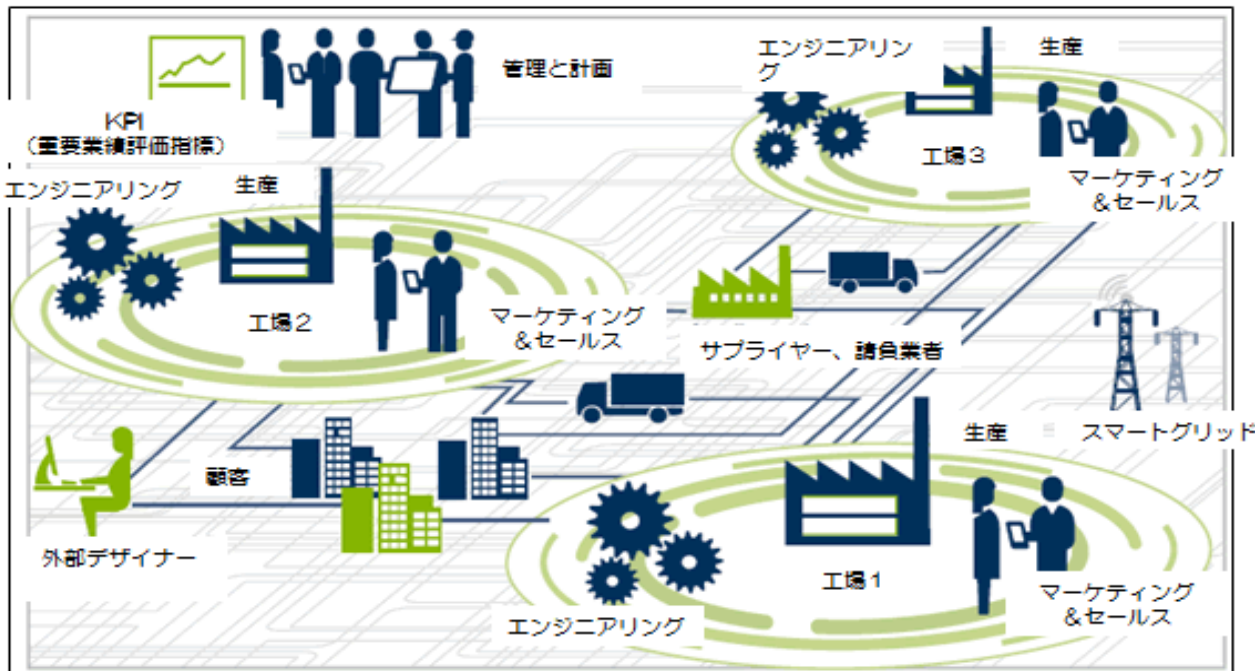 管理と計画
KPI
（重要業績評価指標）
エンジニアリン
グ
生産
工場３
マーケティング
＆セールス
エンジニアリング
生産
工場２
マーケティング
＆セールス
サプライヤー、請負業者
スマートグリッド
顧客
外部デザイナー
生産
工場１
エンジニアリング
マーケティング
＆セールス